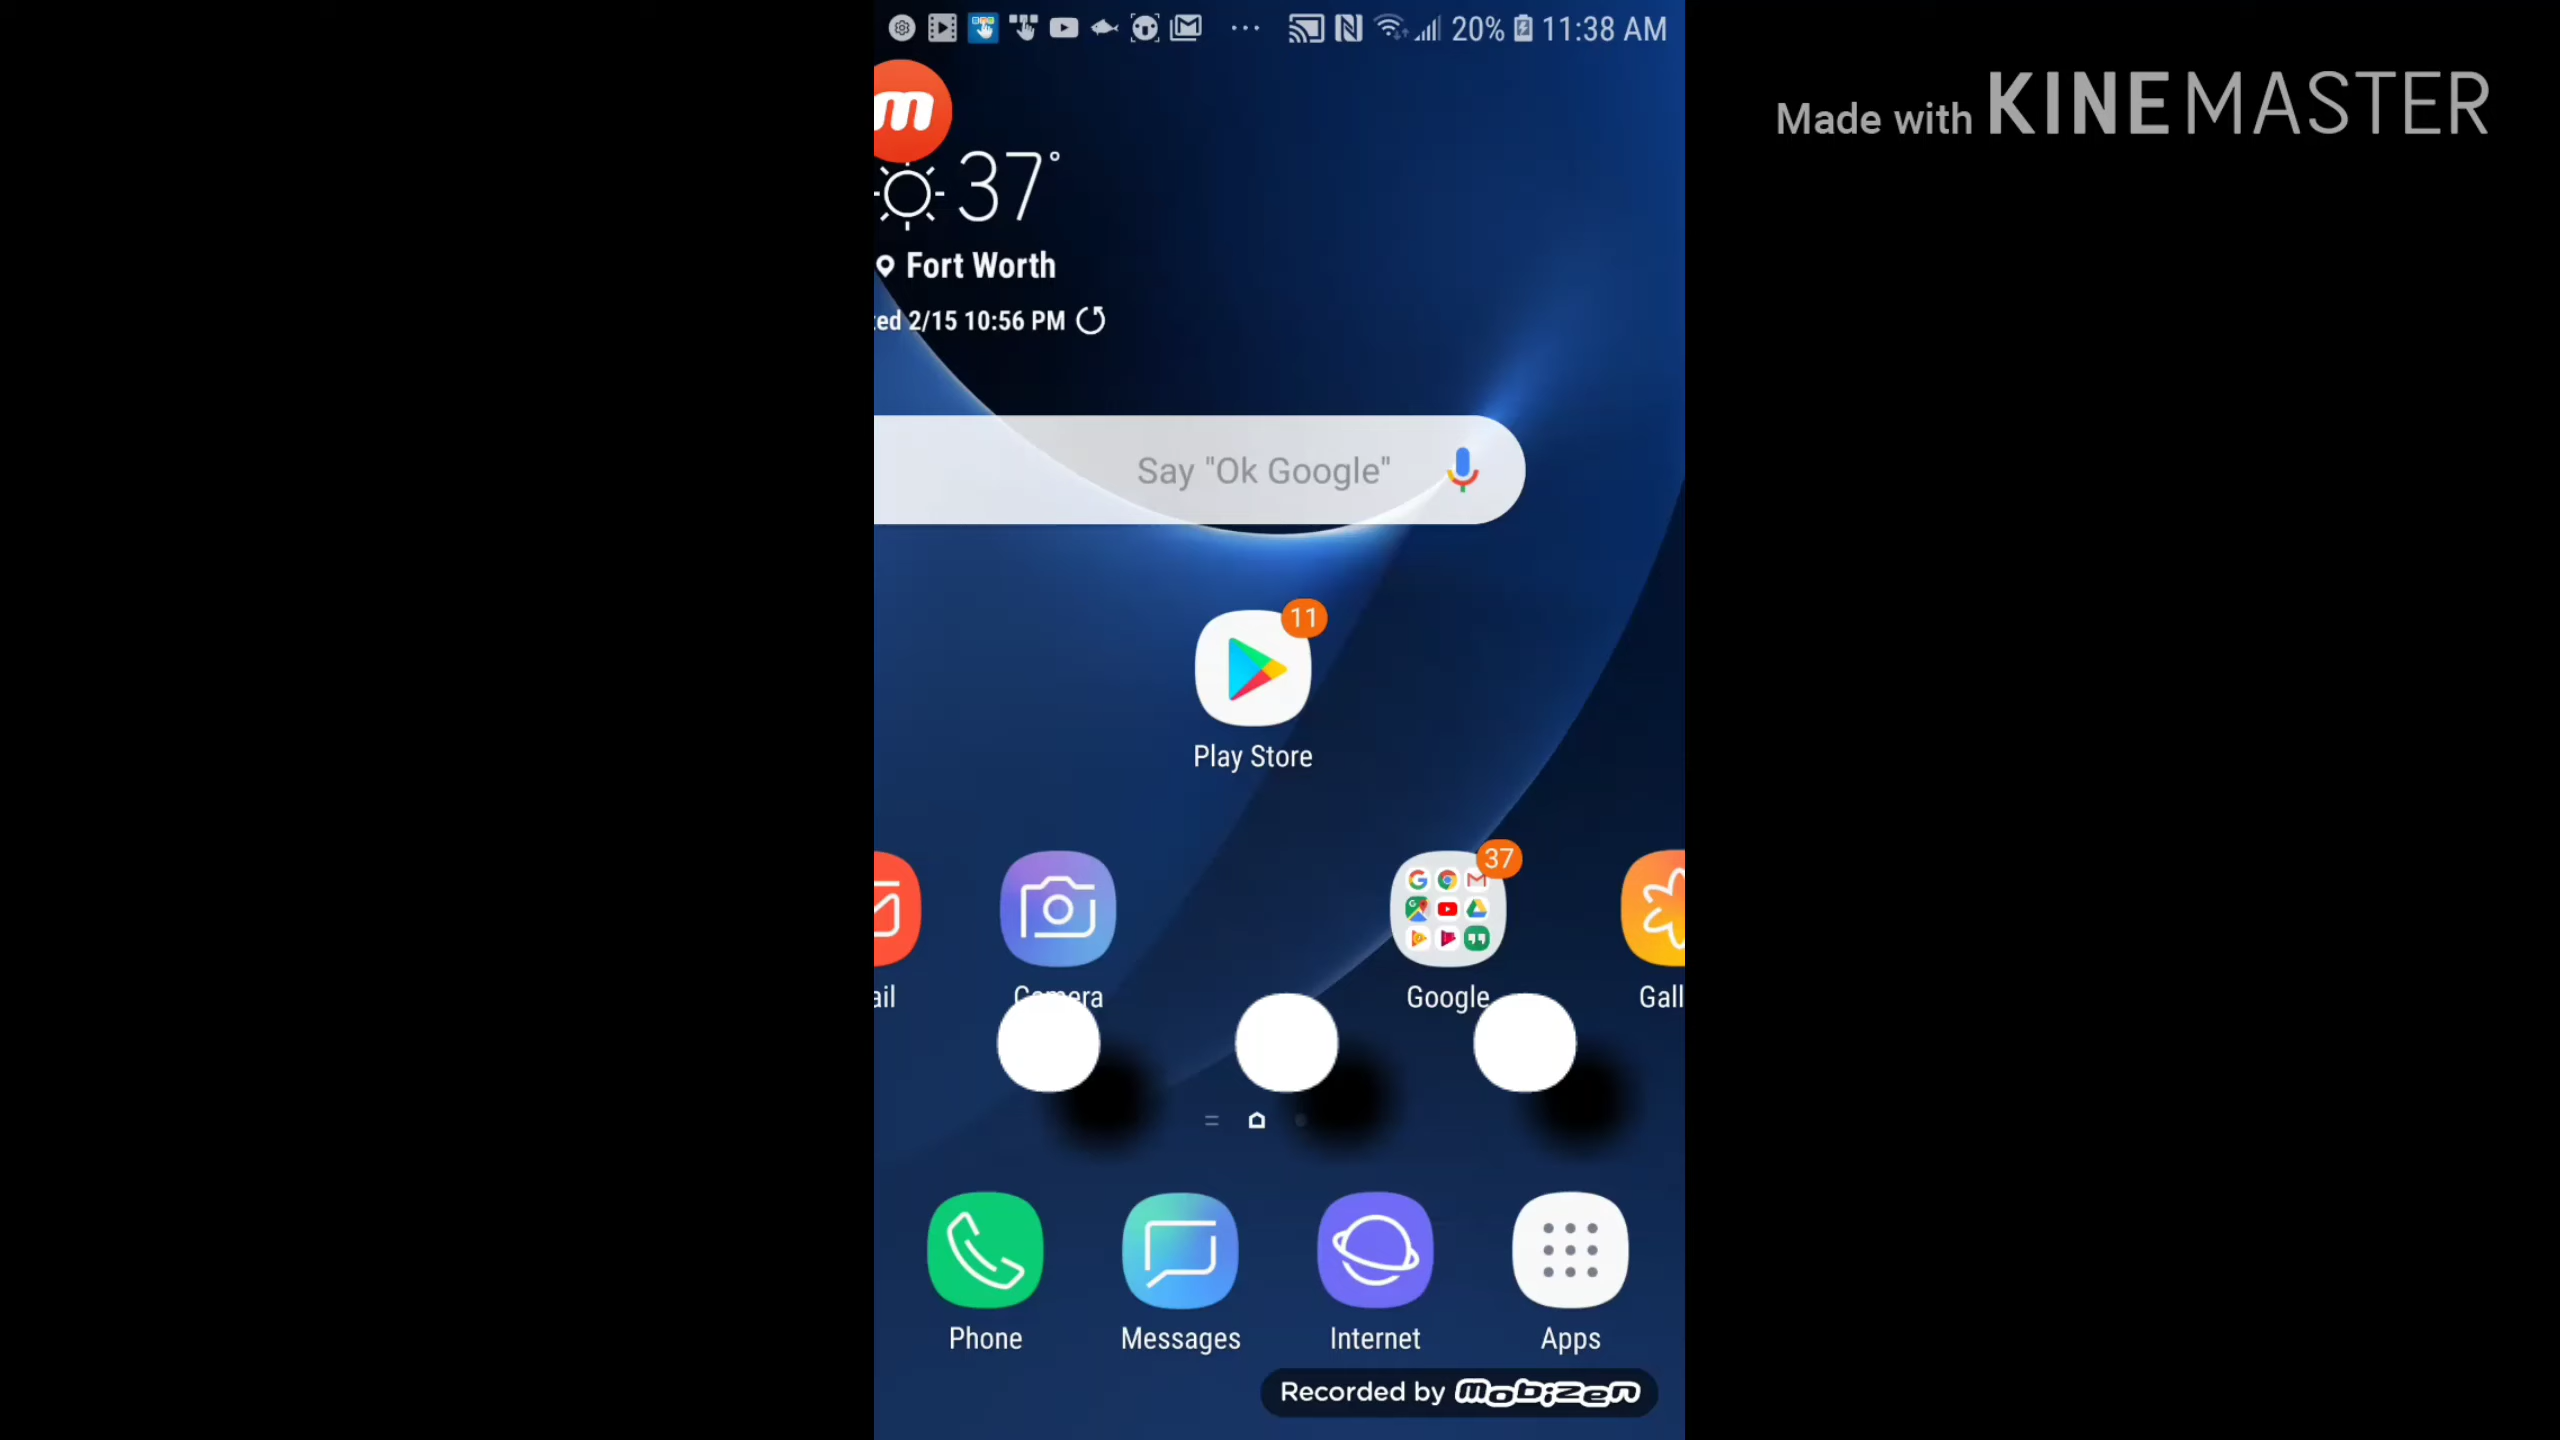 20% 11:38 AM
Made with KINEMASTER
m
37°
Fort Worth
ed 2/15 10:56 PM
Say "Ok Google"
11
Play Store
37
ail Camera Google Gall
Phone Messages Internet Apps
Recorded by mobizen